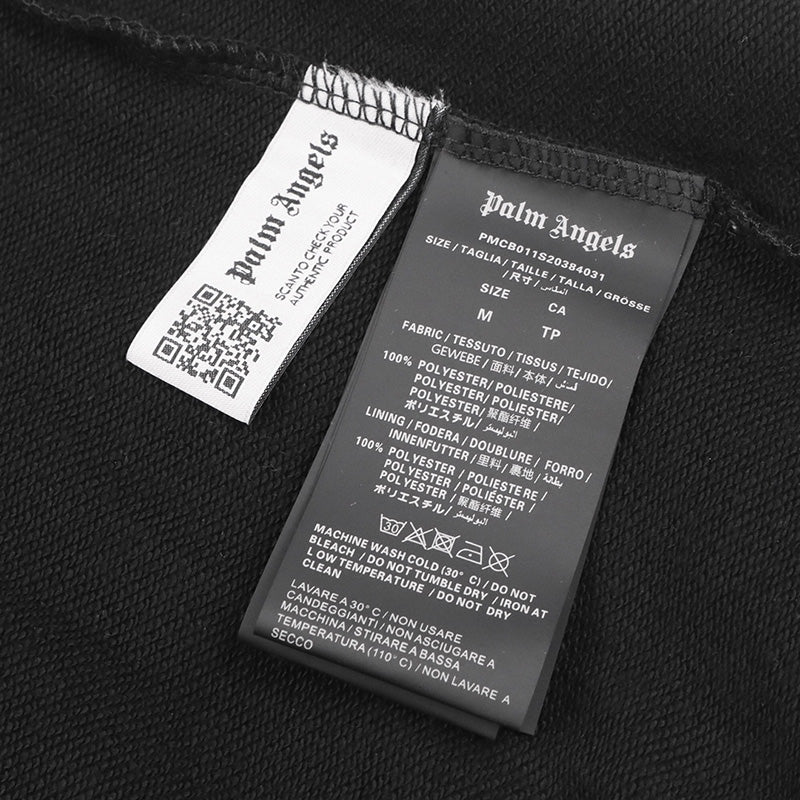 Palm Angels
SCAN TO CHECK YOUR
AUTHENTIC PRODUCT
Palm Angels
PMCB011S20384031
SIZE / TAGLIA / TAILLE / TALLA / GRÖSSE
/ 尺寸 / المقاس
SIZE CA
M TP
FABRIC / TESSUTO / TISSUS / TEJIDO/
GEWEBE / 面料 / 本体 / قماش
100% POLYESTER/ POLIESTERE/
POLYESTER/ POLIÉSTER/
POLYESTER/ 聚酯纤维/
ポリエステル/ البوليستر
LINING / FODERA / DOUBLURE / FORRO /
INNENFUTTER / 里料 / 裏地 / بطانة
100% POLYESTER / POLIESTERE /
POLYESTER / POLIÉSTER /
POLYESTER / 聚酯纤维 /
ポリエステル / البوليستر
30
MACHINE WASH COLD (30° C) / DO NOT
BLEACH / DO NOT TUMBLE DRY / IRON AT
LOW TEMPERATURE / DO NOT DRY
CLEAN
LAVARE A 30° C / NON USARE
CANDEGGIANTI / NON ASCIUGARE A
MACCHINA / STIRARE A BASSA
TEMPERATURA (110°C) / NON LAVARE A
SECCO